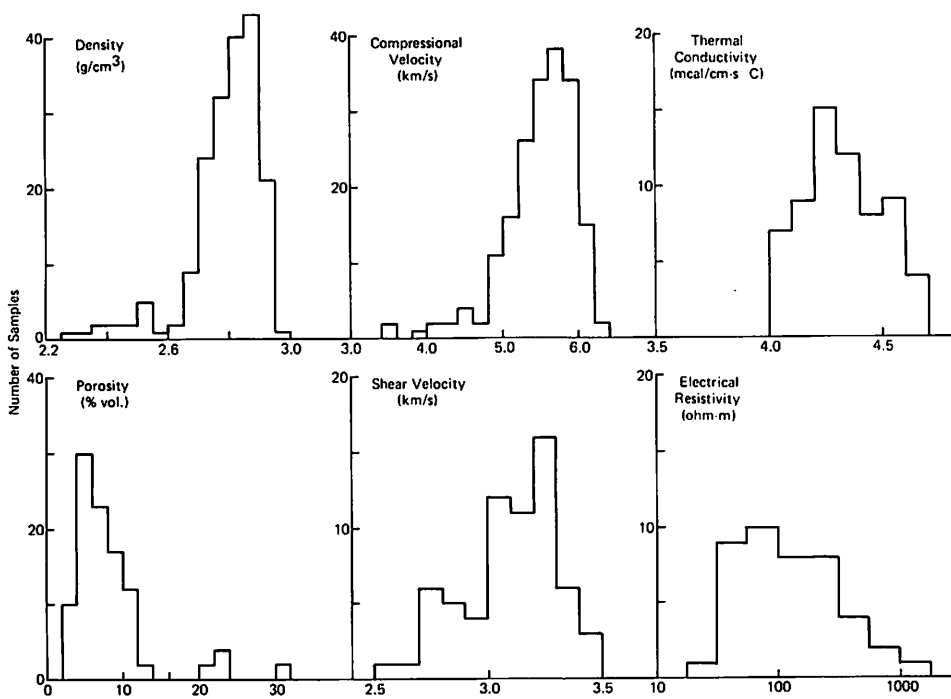 Number of Samples
Density
(g/cm3)
40
20
0
2.2 2.6 3.0
Compressional
Velocity
(km/s)
40
20
3.0 4.0 5.0 6.0
Thermal
Conductivity
(mcal/cm·s C)
20
10
3.5 4.0 4.5
Porosity
(% vol.)
40
20
0
0 10 20 30
Shear Velocity
(km/s)
20
10
2.5 3.0 3.5
Electrical
Resistivity
(ohm·m)
20
10
10 100 1000